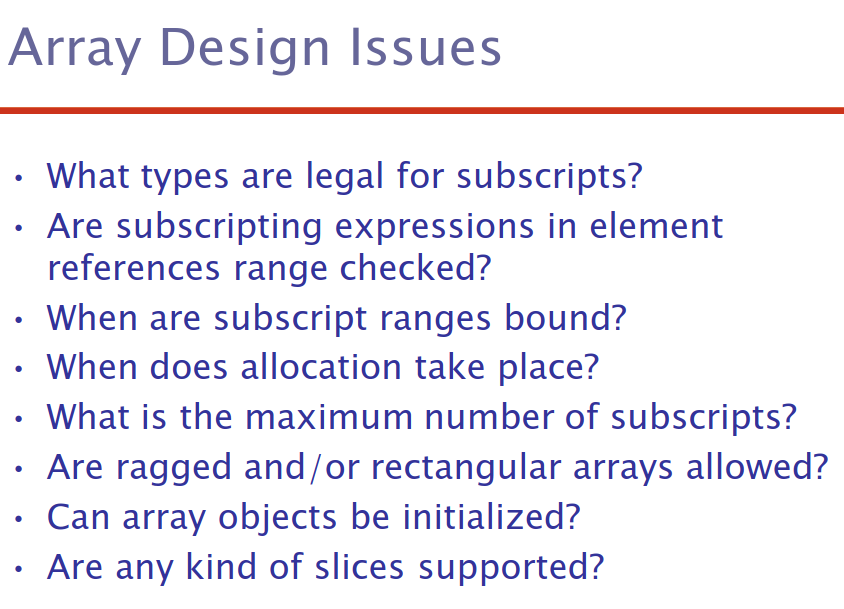 Array Design Issues
• What types are legal for subscripts?
• Are subscripting expressions in element
references range checked?
• When are subscript ranges bound?
• When does allocation take place?
• What is the maximum number of subscripts?
• Are ragged and/or rectangular arrays allowed?
• Can array objects be initialized?
• Are any kind of slices supported?